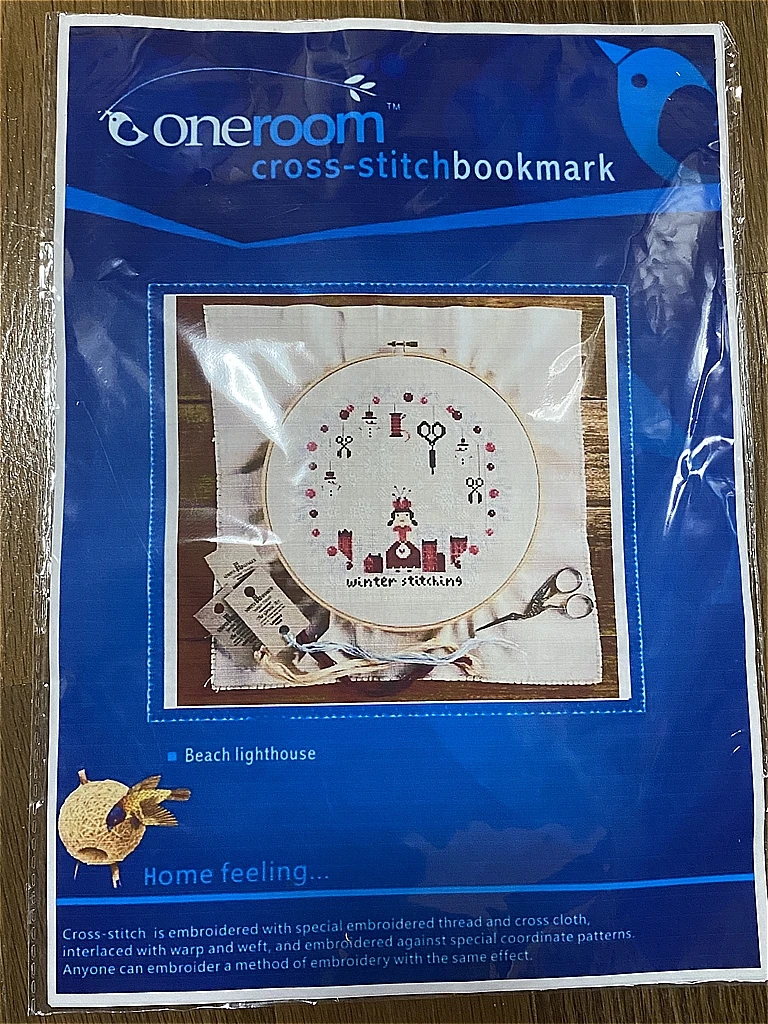 oneroom™
cross-stitchbookmark
winter stitching
Beach lighthouse
Home feeling...
Cross-stitch is embroidered with special embroidered thread and cross cloth,
interlaced with warp and weft, and embroidered against special coordinate patterns.
Anyone can embroider a method of embroidery with the same effect.